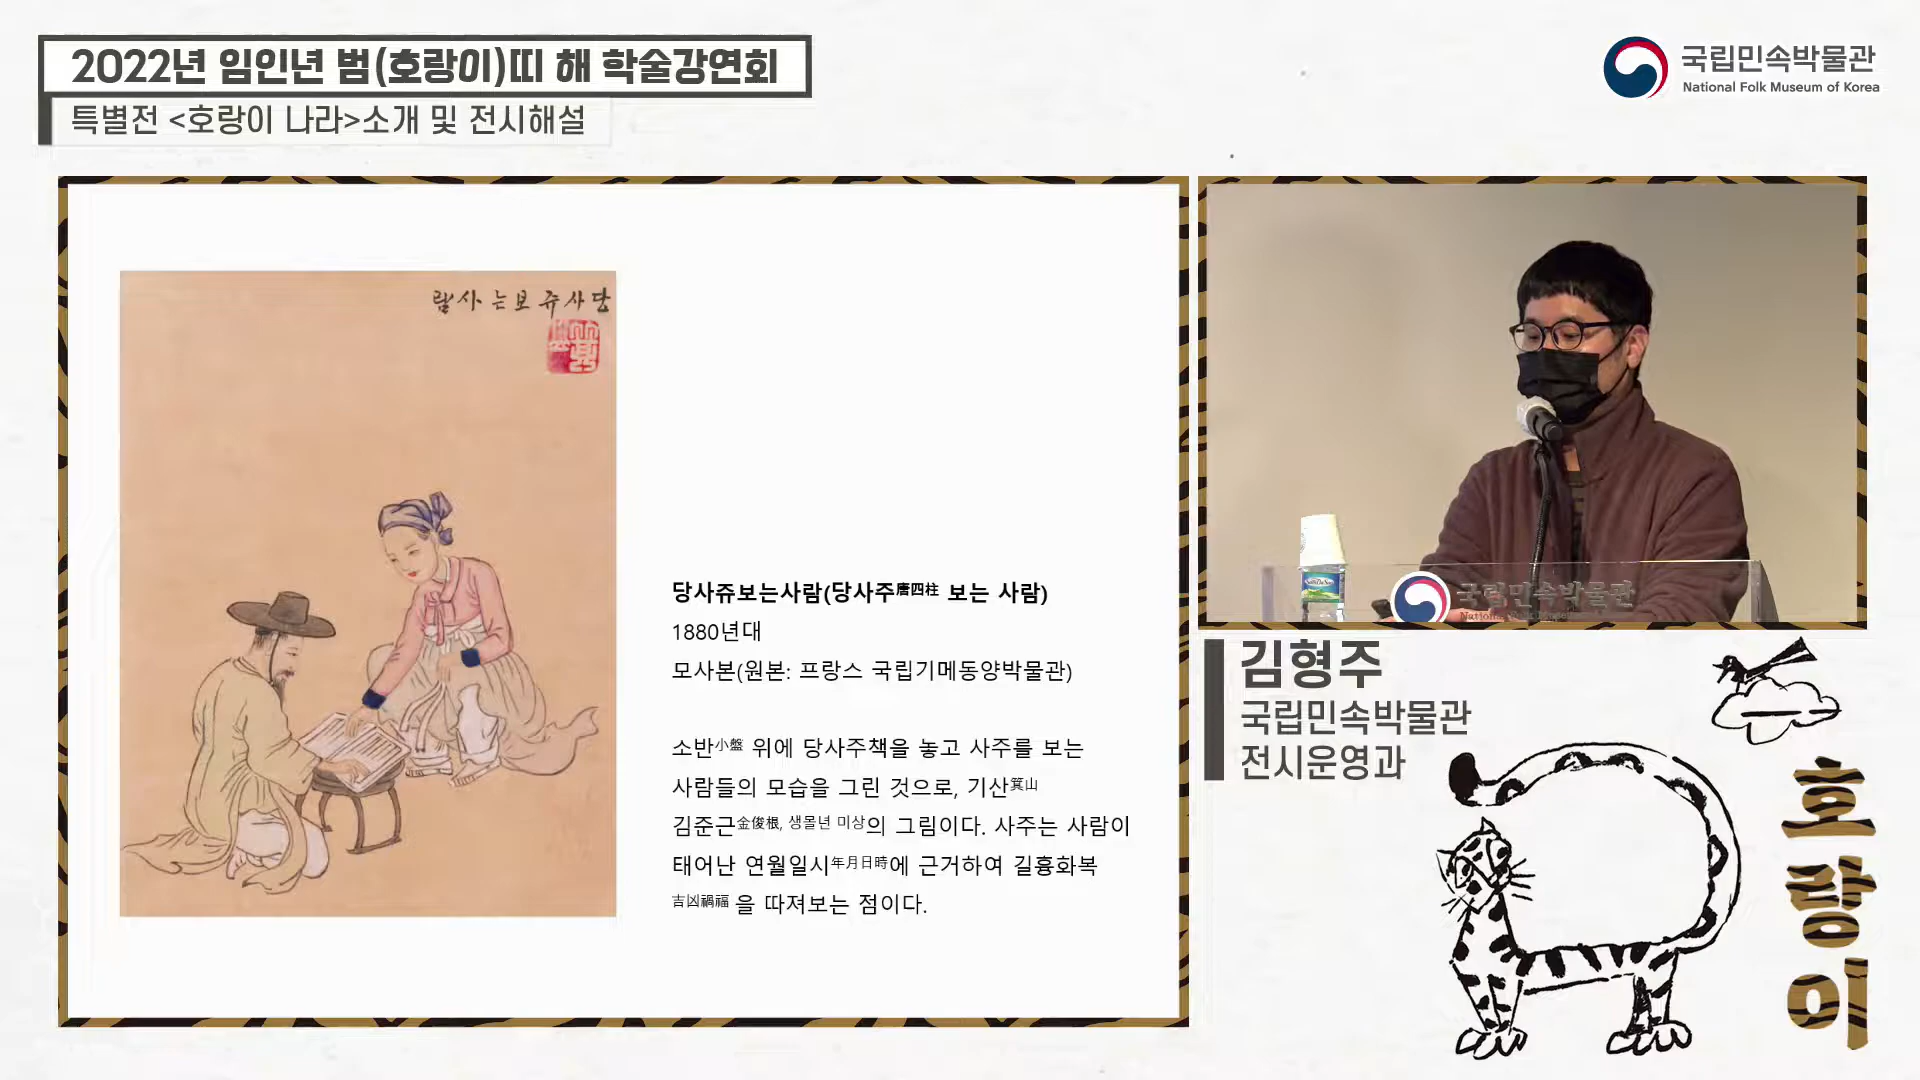 2022년 임인년 범(호랑이)띠 해 학술강연회
특별전 <호랑이 나라>소개 및 전시해설
국립민속박물관
National Folk Museum of Korea
람사 는보 쥬사당
당사쥬보는사람(당사주唐四柱 보는 사람)
1880년대
모사본(원본: 프랑스 국립기메동양박물관)
소반小盤 위에 당사주책을 놓고 사주를 보는
사람들의 모습을 그린 것으로, 기산箕山
김준근金俊根, 생몰년 미상의 그림이다. 사주는 사람이
태어난 연월일시年月日時에 근거하여 길흉화복
吉凶禍福 을 따져보는 점이다.
국립민속박물관
김형주
국립민속박물관
전시운영과
호랑이